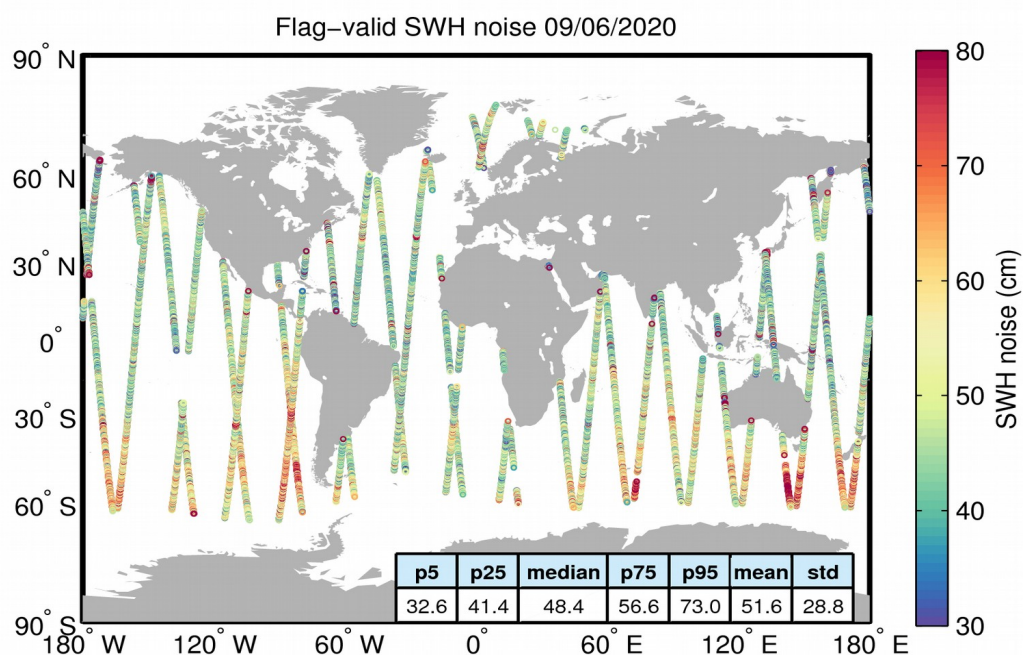 Flag−valid SWH noise 09/06/2020
90° N
60° N
30° N
0°
30° S
60° S
90° S
180° W
120° W
60° W
0°
60° E
120° E
180° E
80
70
60
50
40
30
SWH noise (cm)
p5 p25 median p75 p95 mean std
32.6 41.4 48.4 56.6 73.0 51.6 28.8